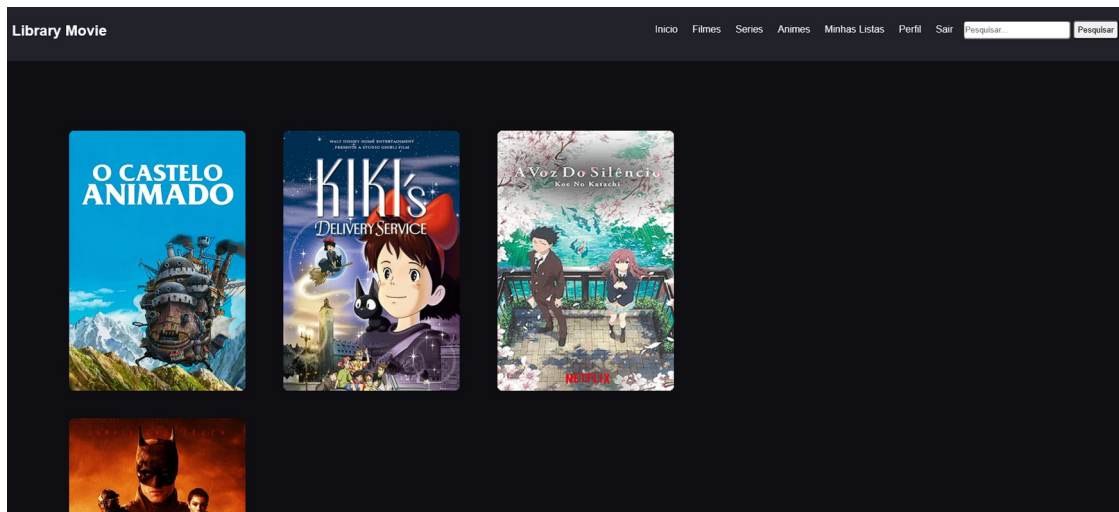 Library Movie
Inicio Filmes Series Animes Minhas Listas Perfil Sair Pesquisar... Pesquisar
O CASTELO
ANIMADO
WALT DISNEY HOME ENTERTAINMENT
PRESENTS A STUDIO GHIBLI FILM
KIKI's
DELIVERY SERVICE
A Voz Do Silêncio
Koe No Katachi
NETFLIX